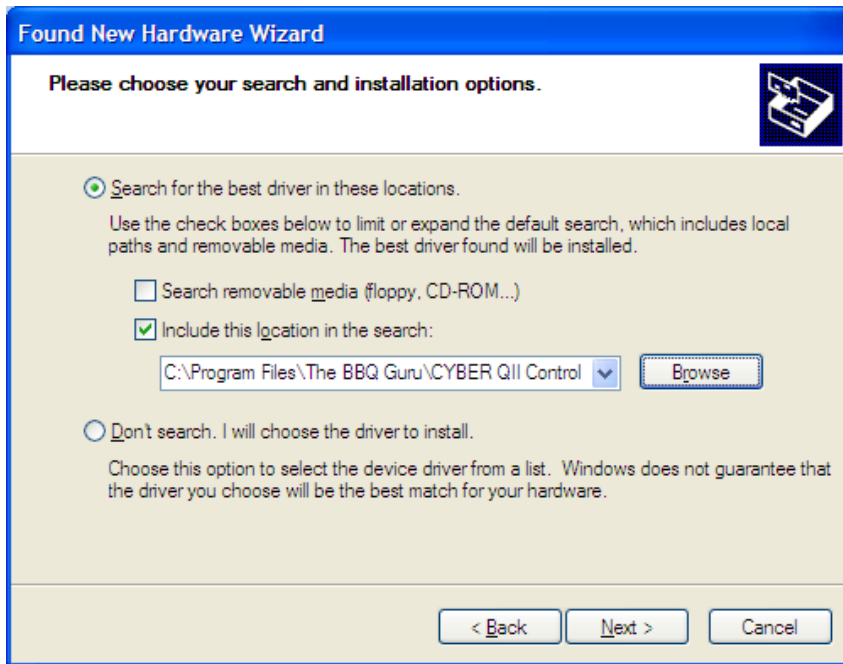 Found New Hardware Wizard
Please choose your search and installation options.
Search for the best driver in these locations.
Use the check boxes below to limit or expand the default search, which includes local
paths and removable media. The best driver found will be installed.
Search removable media (floppy, CD-ROM...)
Include this location in the search:
C:\Program Files\The BBQ Guru\CYBER QII Control
Browse
Don't search. I will choose the driver to install.
Choose this option to select the device driver from a list.  Windows does not guarantee that
the driver you choose will be the best match for your hardware.
< Back
Next >
Cancel